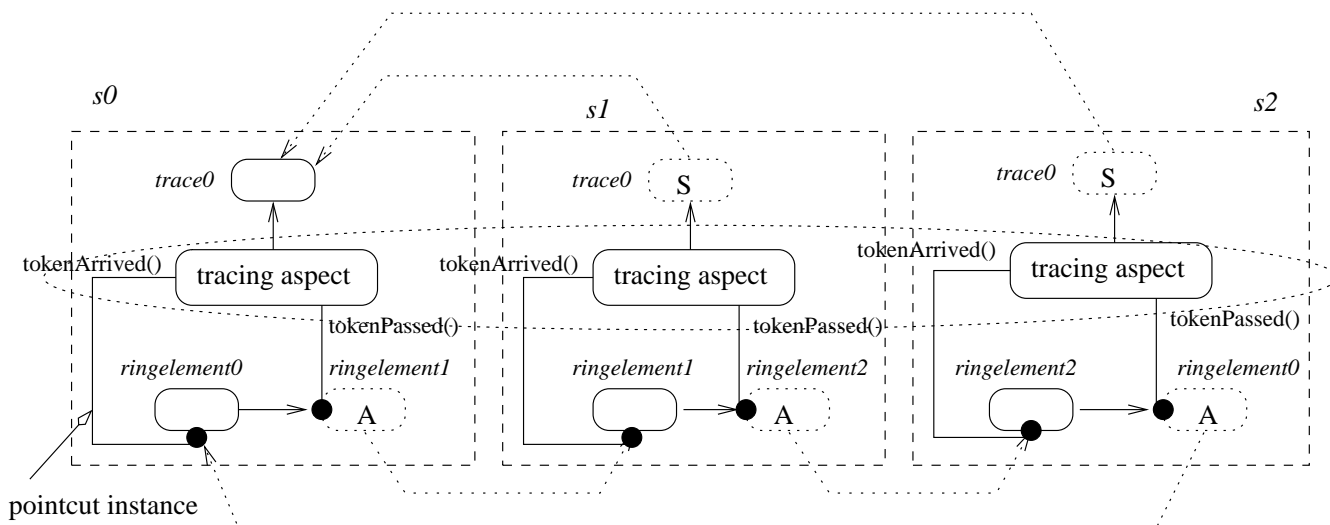 s0
s1
s2
trace0
trace0
S
trace0
S
tokenArrived()
tracing aspect
tokenArrived()
tracing aspect
tokenArrived()
tracing aspect
tokenPassed()
tokenPassed()
tokenPassed()
ringelement0
ringelement1
ringelement1
ringelement2
ringelement2
ringelement0
A
A
A
pointcut instance